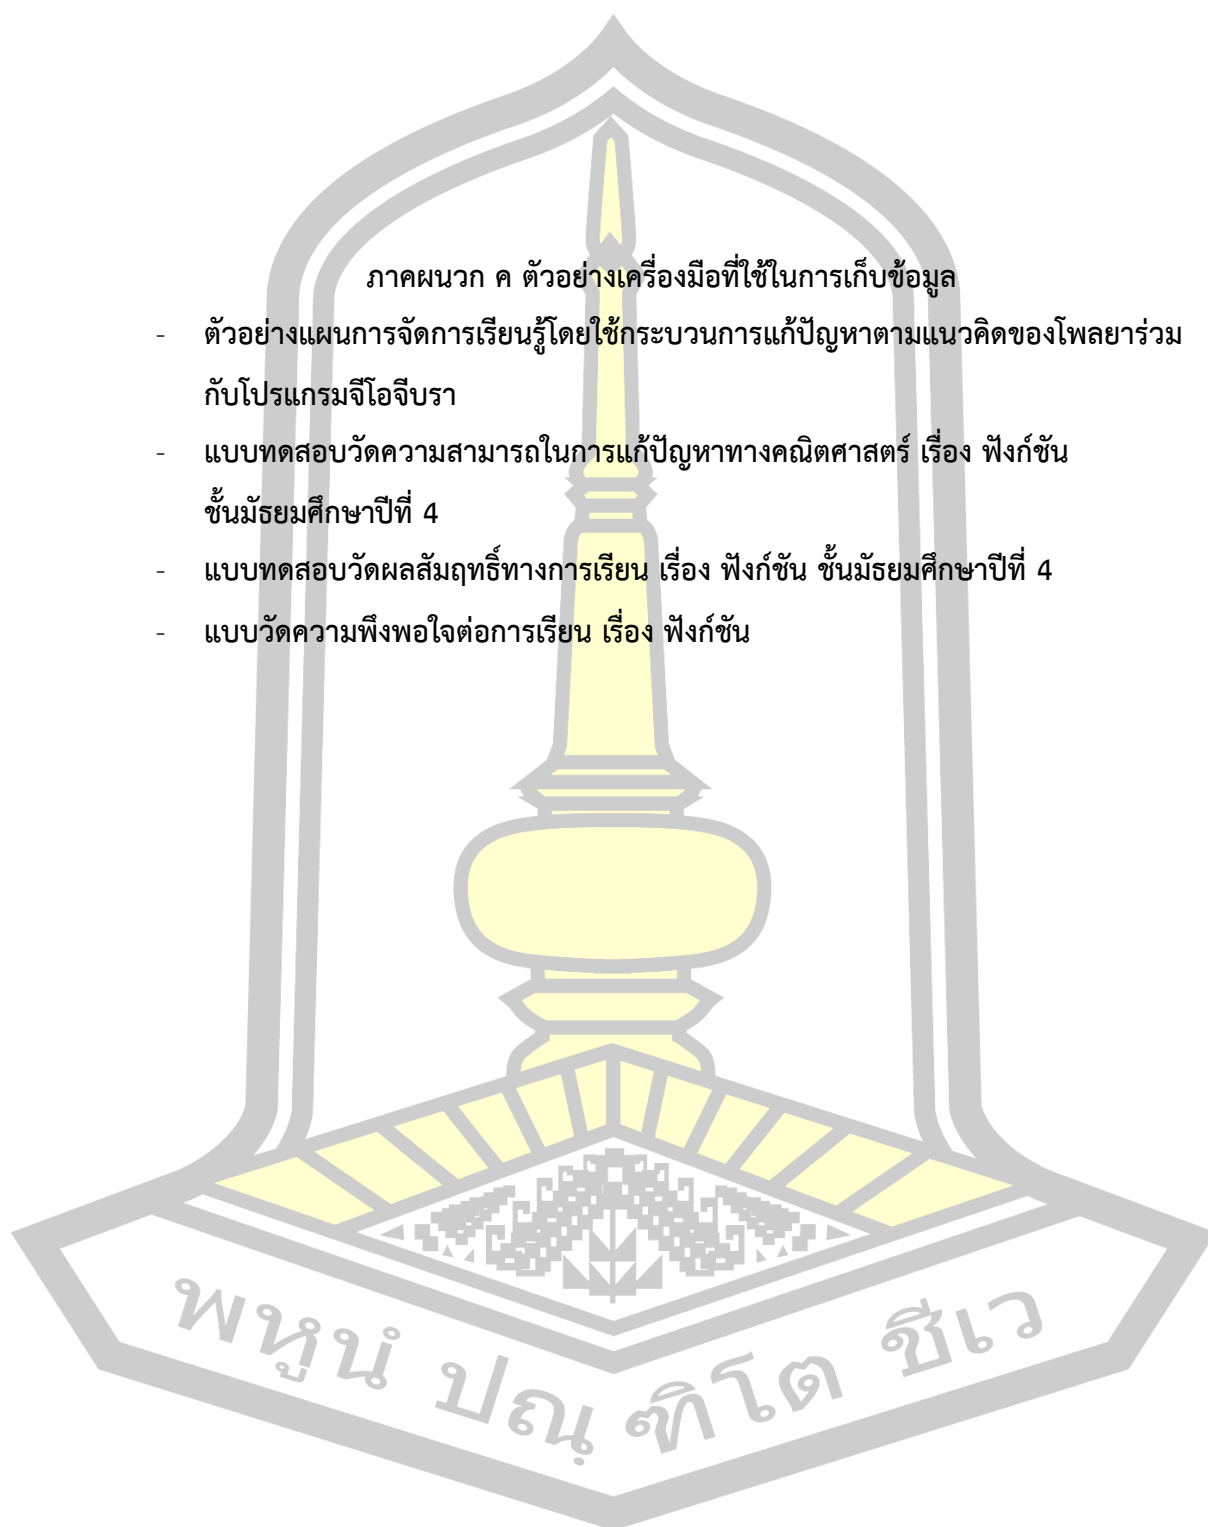 ภาคผนวก ค ตัวอย่างเครื่องมือที่ใช้ในการเก็บข้อมูล
- ตัวอย่างแผนการจัดการเรียนรู้โดยใช้กระบวนการแก้ปัญหาตามแนวคิดของโพลยาร่วม
กับโปรแกรมจีโอจีบรา
- แบบทดสอบวัดความสามารถในการแก้ปัญหาทางคณิตศาสตร์ เรื่อง ฟังก์ชัน
ชั้นมัธยมศึกษาปีที่ 4
- แบบทดสอบวัดผลสัมฤทธิ์ทางการเรียน เรื่อง ฟังก์ชัน ชั้นมัธยมศึกษาปีที่ 4
- แบบวัดความพึงพอใจต่อการเรียน เรื่อง ฟังก์ชัน
พหูนํ ปณฺ ฑิโต ชีเว